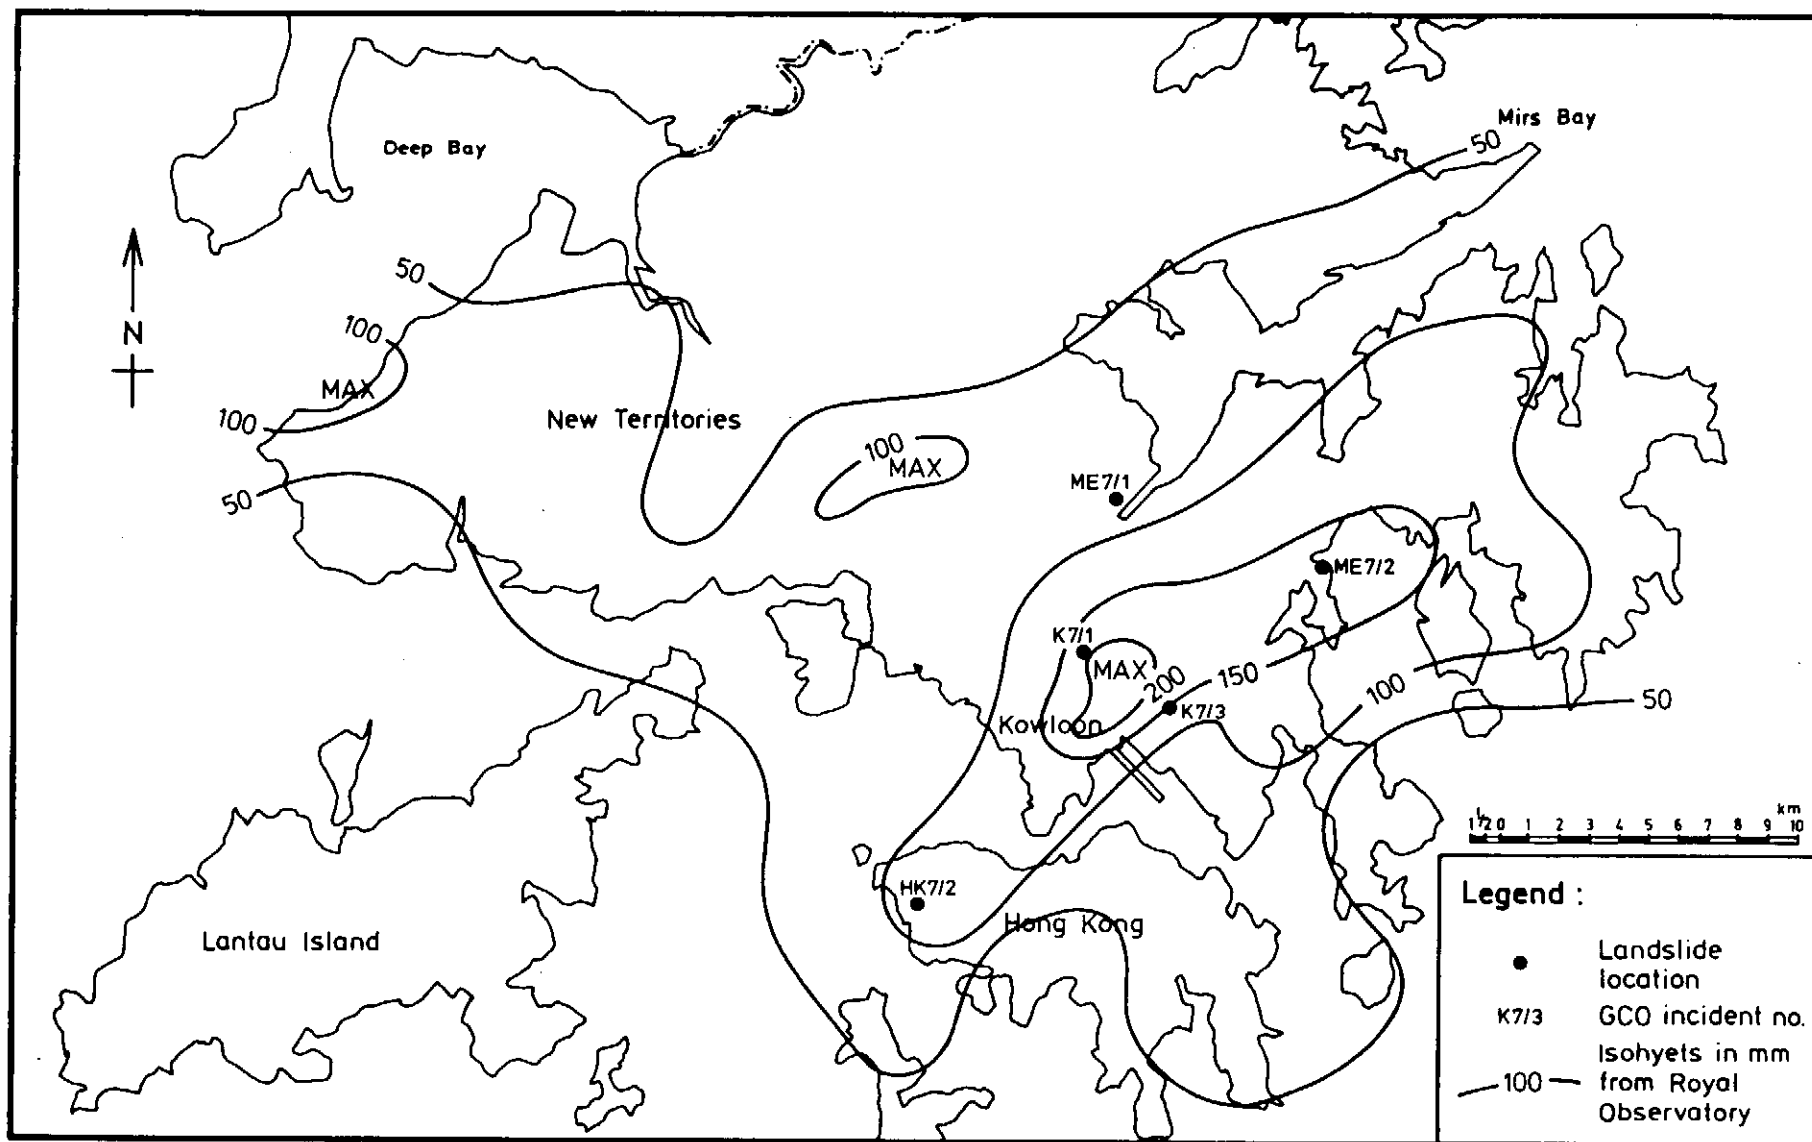 Mirs Bay
Deep Bay
50
50
N
100
MAX
100
New Territories
100
MAX
50
ME7/1
ME7/2
K7/1
MAX
200
150
100
50
K7/3
Kowloon
HK7/2
Hong Kong
Lantau Island
km
1 1/2 0 1 2 3 4 5 6 7 8 9 10
Legend :
Landslide
location
K7/3 GCO incident no.
Isohyets in mm
100 from Royal
Observatory